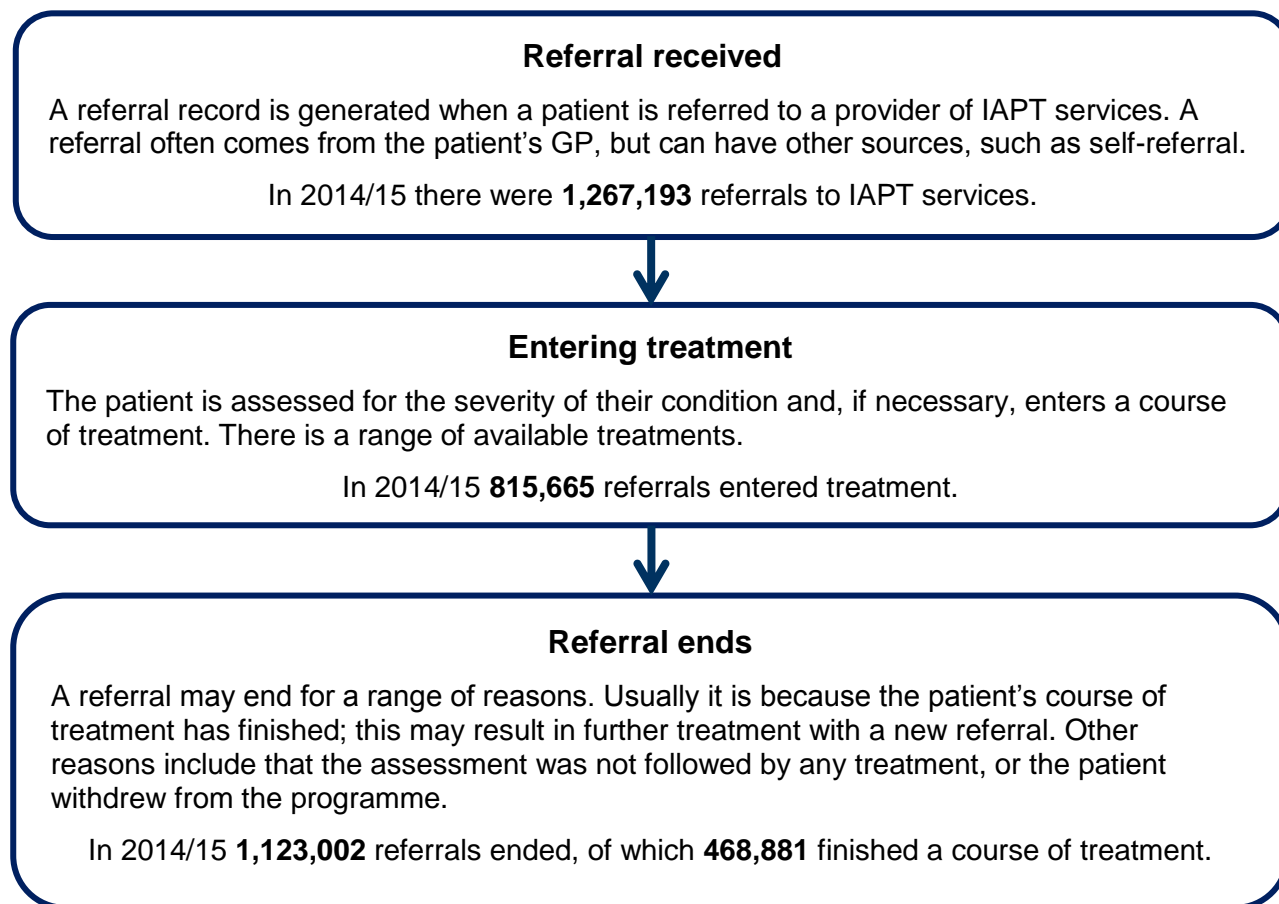 Referral received
A referral record is generated when a patient is referred to a provider of IAPT services. A
referral often comes from the patient’s GP, but can have other sources, such as self-referral.
In 2014/15 there were 1,267,193 referrals to IAPT services.
Entering treatment
The patient is assessed for the severity of their condition and, if necessary, enters a course
of treatment. There is a range of available treatments.
In 2014/15 815,665 referrals entered treatment.
Referral ends
A referral may end for a range of reasons. Usually it is because the patient’s course of
treatment has finished; this may result in further treatment with a new referral. Other
reasons include that the assessment was not followed by any treatment, or the patient
withdrew from the programme.
In 2014/15 1,123,002 referrals ended, of which 468,881 finished a course of treatment.